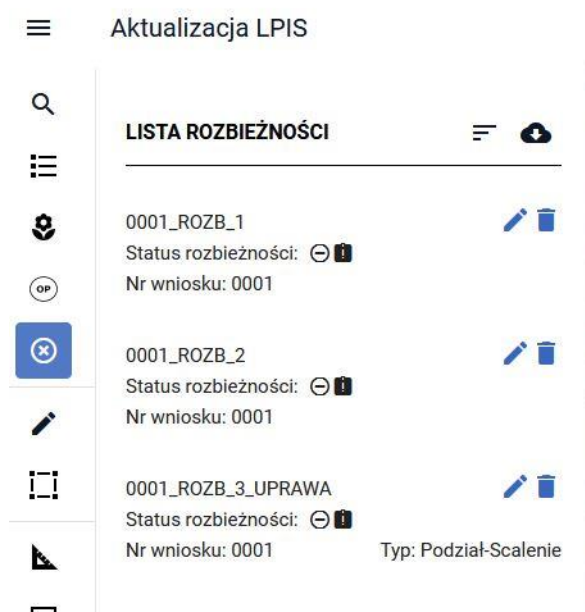 Aktualizacja LPIS
LISTA ROZBIEŻNOŚCI
0001_ROZB_1
Status rozbieżności:
Nr wniosku: 0001
OP
0001_ROZB_2
Status rozbieżności:
Nr wniosku: 0001
0001_ROZB_3_UPRAWA
Status rozbieżności:
Nr wniosku: 0001 Typ: Podział-Scalenie